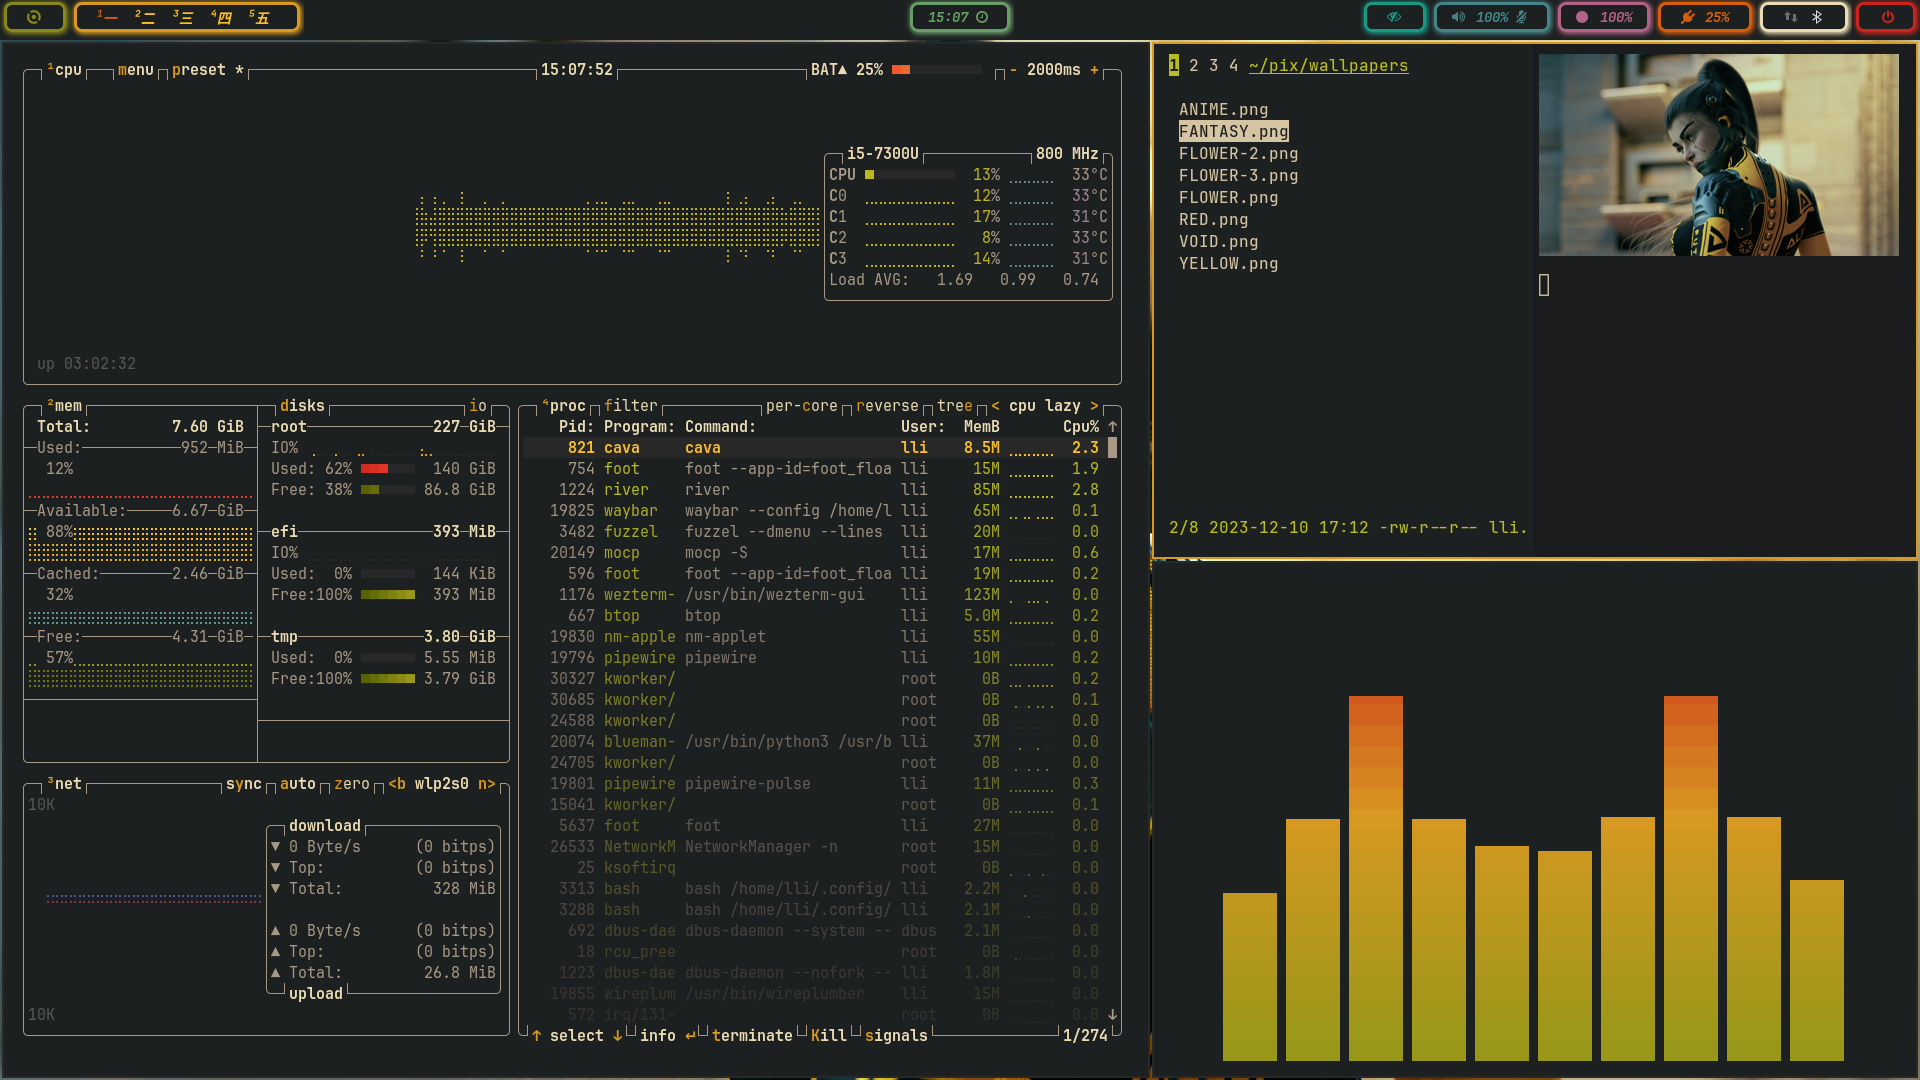 ¹一 ²二 ³三 ⁴四 ⁵五
15:07
100%
100%
25%
¹cpu menu preset * 15:07:52 BAT▲ 25% - 2000ms +
i5-7300U 800 MHz
CPU 13% 33°C
C0 12% 33°C
C1 17% 31°C
C2 8% 33°C
C3 14% 31°C
Load AVG: 1.69 0.99 0.74
up 03:02:32
²mem disks io
Total: 7.60 GiB
Used: 952 MiB
12%
Available: 6.67 GiB
88%
Cached: 2.46 GiB
32%
Free: 4.31 GiB
57%
root 227 GiB
IO%
Used: 62% 140 GiB
Free: 38% 86.8 GiB
efi 393 MiB
IO%
Used: 0% 144 KiB
Free:100% 393 MiB
tmp 3.80 GiB
Used: 0% 5.55 MiB
Free:100% 3.79 GiB
³net sync auto zero <b wlp2s0 n>
10K
download
▼ 0 Byte/s (0 bitps)
▼ Top: (0 bitps)
▼ Total: 328 MiB
▲ 0 Byte/s (0 bitps)
▲ Top: (0 bitps)
▲ Total: 26.8 MiB
upload
10K
⁴proc filter per-core reverse tree < cpu lazy >
Pid: Program: Command: User: MemB Cpu% ↑
821 cava cava lli 8.5M 2.3
754 foot foot --app-id=foot_floa lli 15M 1.9
1224 river river lli 85M 2.8
19825 waybar waybar --config /home/l lli 65M 0.1
3482 fuzzel fuzzel --dmenu --lines lli 20M 0.0
20149 mocp mocp -S lli 17M 0.6
596 foot foot --app-id=foot_floa lli 19M 0.2
1176 wezterm- /usr/bin/wezterm-gui lli 123M 0.0
667 btop btop lli 5.0M 0.2
19830 nm-apple nm-applet lli 55M 0.0
19796 pipewire pipewire lli 10M 0.2
30327 kworker/ root 0B 0.2
30685 kworker/ root 0B 0.1
24588 kworker/ root 0B 0.0
20074 blueman- /usr/bin/python3 /usr/b lli 37M 0.0
24705 kworker/ root 0B 0.0
19801 pipewire pipewire-pulse lli 11M 0.3
15041 kworker/ root 0B 0.1
5637 foot foot lli 27M 0.0
26533 NetworkM NetworkManager -n root 15M 0.0
25 ksoftirq root 0B 0.0
3313 bash bash /home/lli/.config/ lli 2.2M 0.0
3288 bash bash /home/lli/.config/ lli 2.1M 0.0
692 dbus-dae dbus-daemon --system -- dbus 2.1M 0.0
18 rcu_pree root 0B 0.0
1223 dbus-dae dbus-daemon --nofork -- lli 1.8M 0.0
19855 wireplum /usr/bin/wireplumber lli 15M 0.0
572 irq/131- root 0B 0.0 ↓
↑ select ↓ info ↵ terminate Kill signals 1/274
1 2 3 4 ~/pix/wallpapers
ANIME.png
FANTASY.png
FLOWER-2.png
FLOWER-3.png
FLOWER.png
RED.png
VOID.png
YELLOW.png
2/8 2023-12-10 17:12 -rw-r--r-- lli.